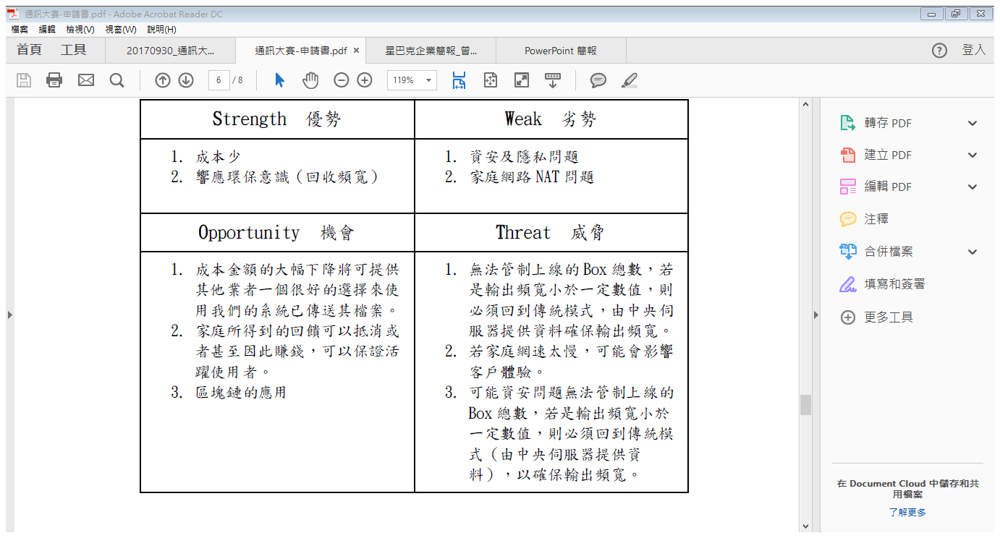 通訊大賽-申請書.pdf - Adobe Acrobat Reader DC
檔案 編輯 檢視(V) 視窗(W) 說明(H)
首頁 工具 20170930_通訊大... 通訊大賽-申請書.pdf × 星巴克企業簡報_曾... PowerPoint 簡報 登入
6 / 8 119%
Strength 優勢
Weak 劣勢
1. 成本少
2. 響應環保意識（回收頻寬）
1. 資安及隱私問題
2. 家庭網路 NAT 問題
Opportunity 機會
Threat 威脅
1. 成本金額的大幅下降將可提供
其他業者一個很好的選擇來使
用我們的系統已傳送其檔案。
2. 家庭所得到的回饋可以抵消或
者甚至因此賺錢，可以保證活
躍使用者。
3. 區塊鏈的應用
1. 無法管制上線的 Box 總數，若
是輸出頻寬小於一定數值，則
必須回到傳統模式，由中央伺
服器提供資料確保輸出頻寬。
2. 若家庭網速太慢，可能會影響
客戶體驗。
3. 可能資安問題無法管制上線的
Box 總數，若是輸出頻寬小於
一定數值，則必須回到傳統模
式（由中央伺服器提供資
料），以確保輸出頻寬。
轉存 PDF
建立 PDF
編輯 PDF
注釋
合併檔案
填寫和簽署
更多工具
在 Document Cloud 中儲存和共
用檔案
了解更多